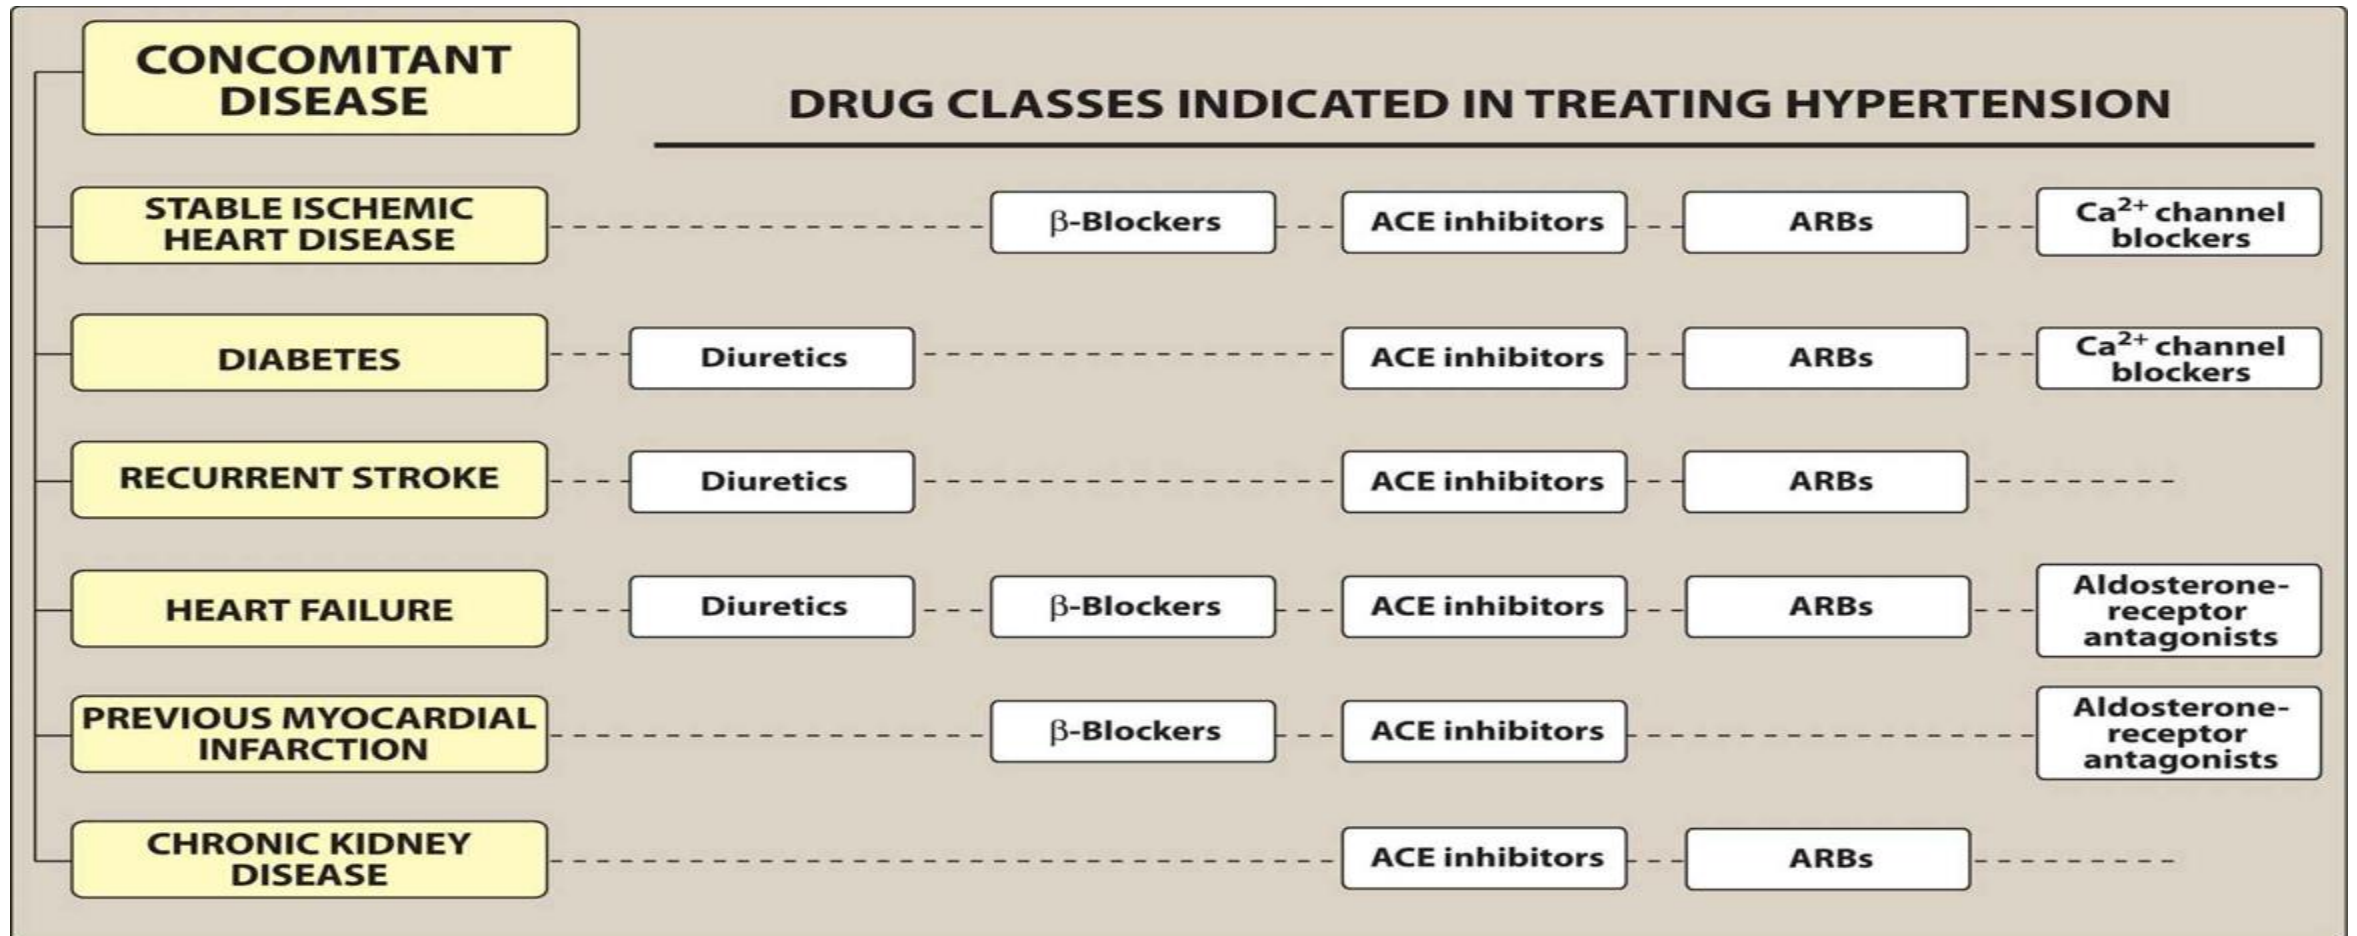 CONCOMITANT
DISEASE
DRUG CLASSES INDICATED IN TREATING HYPERTENSION
STABLE ISCHEMIC
HEART DISEASE
β-Blockers
ACE inhibitors
ARBs
Ca²⁺ channel
blockers
DIABETES
Diuretics
ACE inhibitors
ARBs
Ca²⁺ channel
blockers
RECURRENT STROKE
Diuretics
ACE inhibitors
ARBs
HEART FAILURE
Diuretics
β-Blockers
ACE inhibitors
ARBs
Aldosterone-
receptor
antagonists
PREVIOUS MYOCARDIAL
INFARCTION
β-Blockers
ACE inhibitors
Aldosterone-
receptor
antagonists
CHRONIC KIDNEY
DISEASE
ACE inhibitors
ARBs